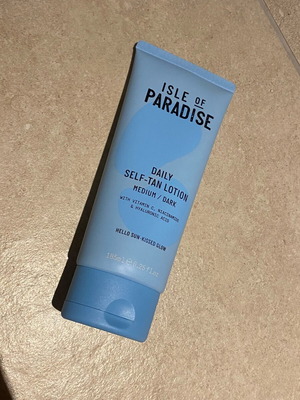 ISLE OF
PARADISE
DAILY
SELF-TAN LOTION
MEDIUM / DARK
WITH VITAMIN C, NIACINAMIDE
& HYALURONIC ACID
HELLO SUN-KISSED GLOW